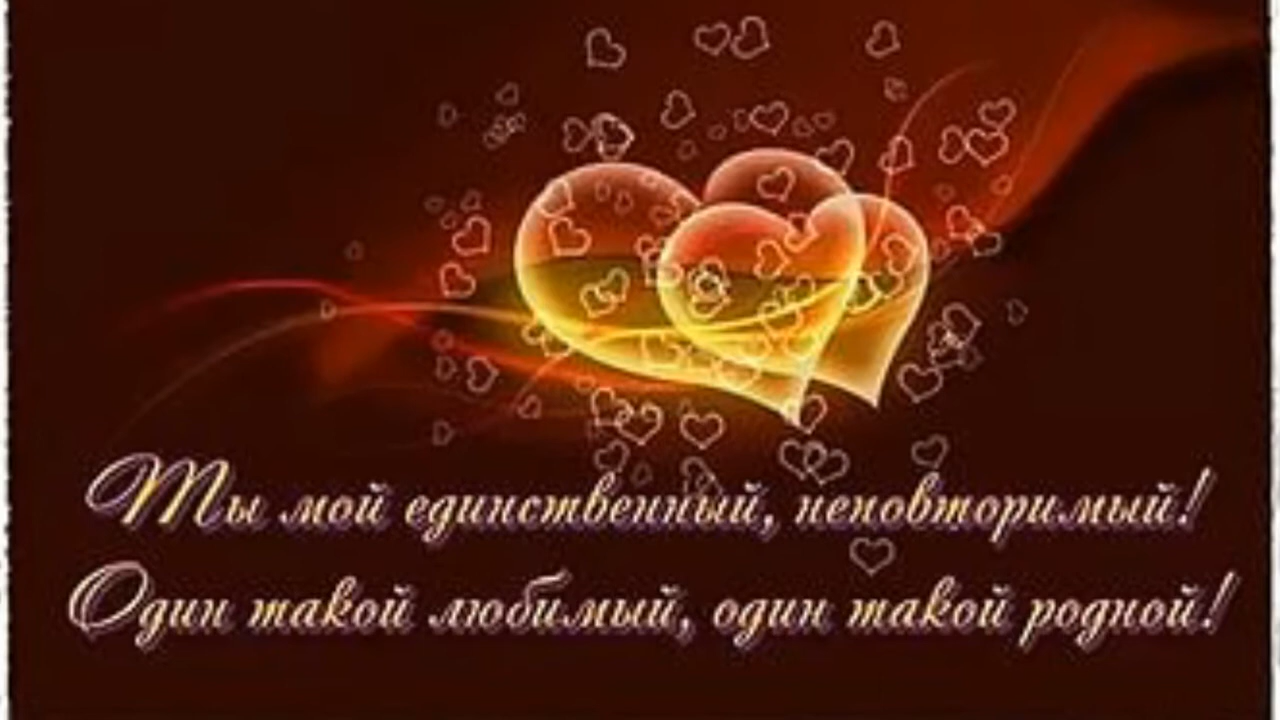 Ты мой единственный, неповторимый!
Один такой любимый, один такой родной!